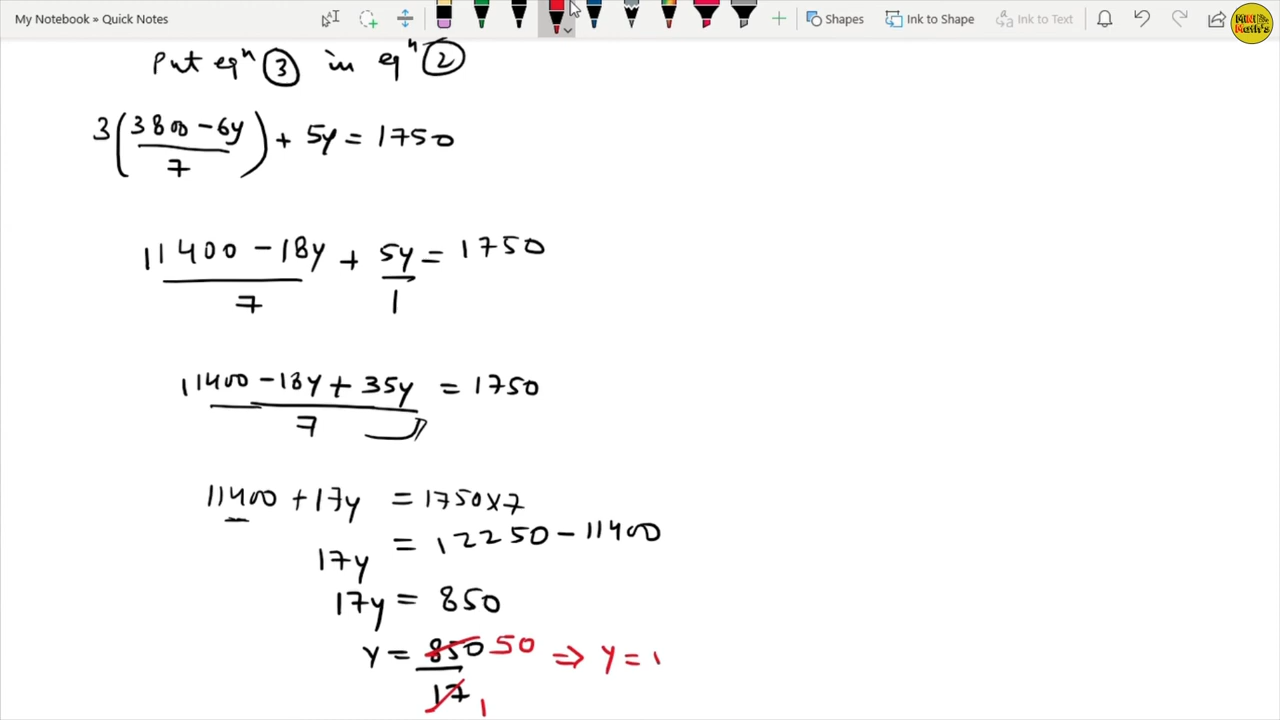 My Notebook » Quick Notes
Shapes
Ink to Shape
Ink to Text
Put eqⁿ ③ in eqⁿ ②
3((3800 - 6y)/7) + 5y = 1750
(11400 - 18y)/7 + 5y/1 = 1750
(11400 - 18y + 35y)/7 = 1750
11400 + 17y = 1750x7
17y = 12250 - 11400
17y = 850
y = 850/17 50 1 ⇒ y =